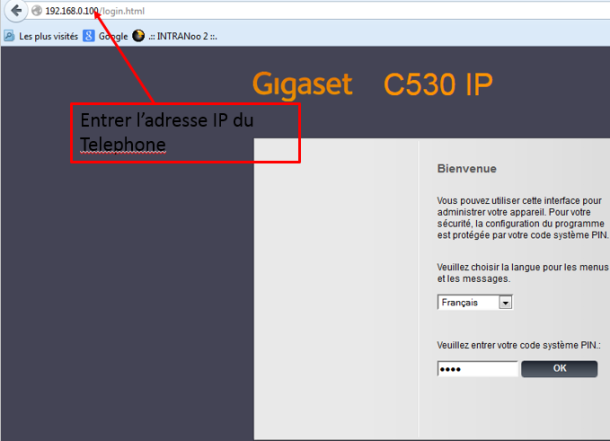 192.168.0.100/login.html
Les plus visités Google .:: INTRANoo 2 ::.
Gigaset C530 IP
Entrer l'adresse IP du
Telephone
Bienvenue
Vous pouvez utiliser cette interface pour
administrer votre appareil. Pour votre
sécurité, la configuration du programme
est protégée par votre code système PIN.
Veuillez choisir la langue pour les menus
et les messages.
Français
Veuillez entrer votre code système PIN.:
••••
OK